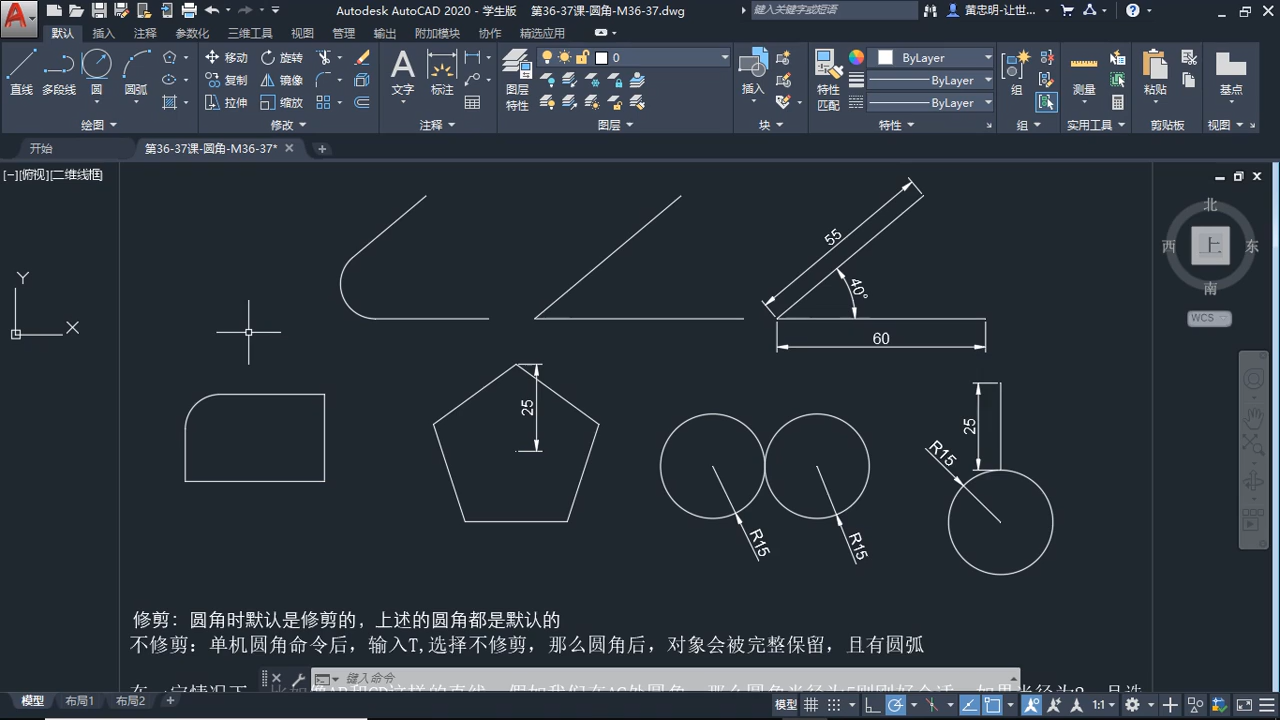 Autodesk AutoCAD 2020 - 学生版 第36-37课-圆角-M36-37.dwg 键入关键字或短语 黄忠明-让世...
默认 插入 注释 参数化 三维工具 视图 管理 输出 附加模块 协作 精选应用
直线 多段线 圆 圆弧 移动 旋转 复制 镜像 拉伸 缩放 文字 标注 图层特性 0 插入 特性匹配 ByLayer ByLayer ByLayer 组 测量 粘贴 基点
绘图 修改 注释 图层 块 特性 组 实用工具 剪贴板 视图
开始 第36-37课-圆角-M36-37*
[−][俯视][二维线框]
北
西 上 东
南
WCS
Y
X
55
40°
60
25
R15
R15
25
R15
修剪：圆角时默认是修剪的，上述的圆角都是默认的
不修剪：单机圆角命令后，输入T,选择不修剪，那么圆角后，对象会被完整保留，且有圆弧
键入命令
模型 布局1 布局2 + 模型 1:1